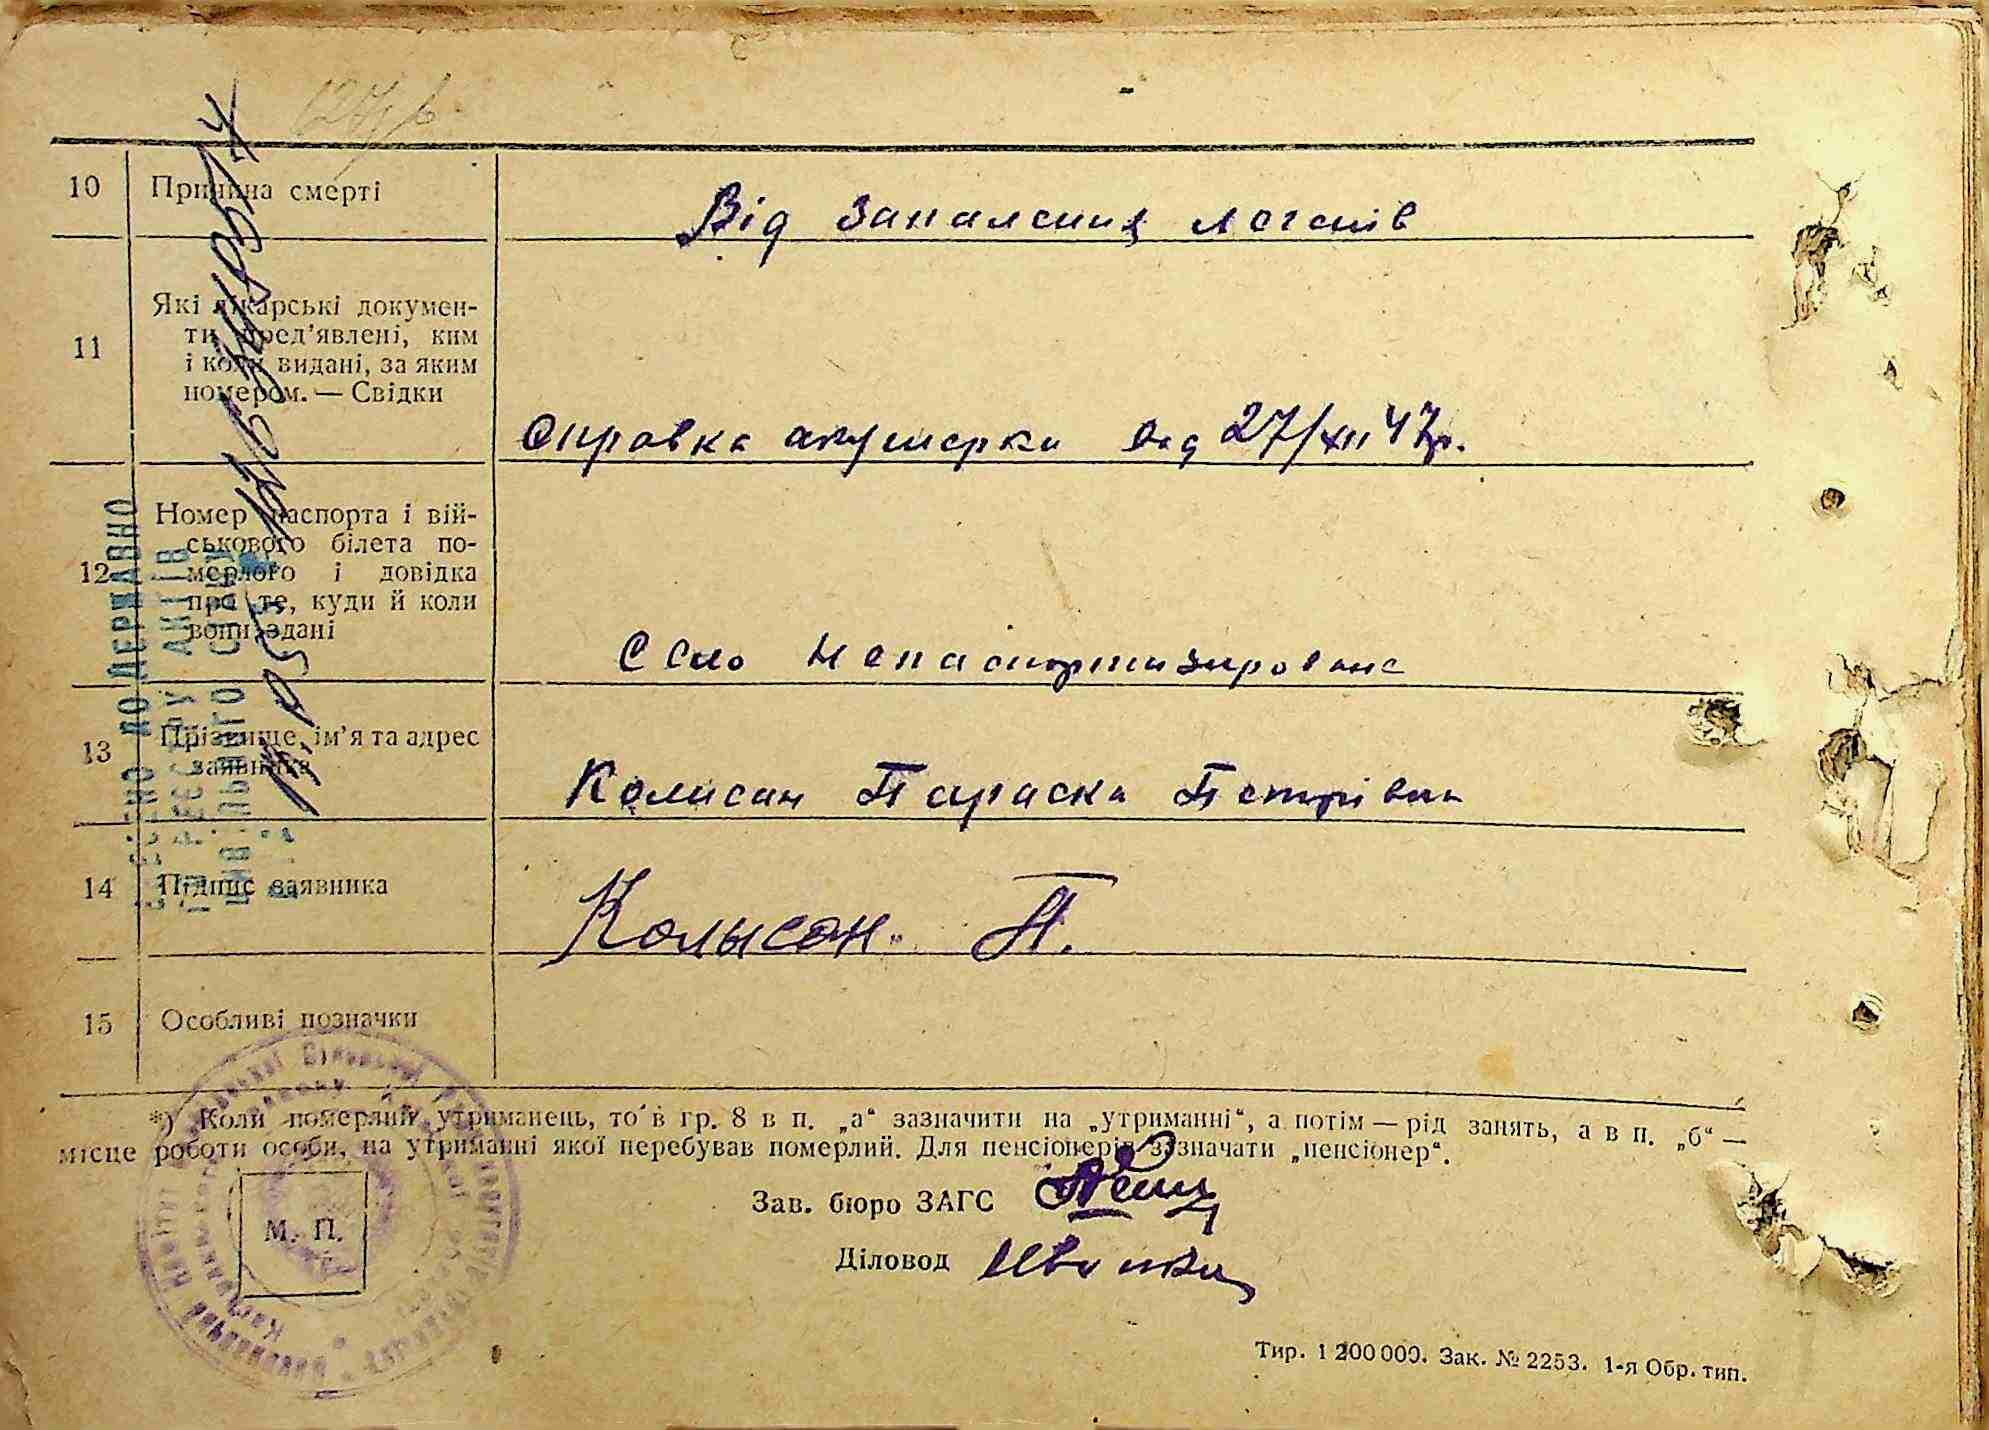 10 Причина смерті
Від запалення легенів
11 Які лікарські докумен-
ти пред'явлені, ким
і коли видані, за яким
номером. — Свідки
Справка акушерки від 27/XII 47р.
12 Номер паспорта і вій-
ськового білета по-
мерлого і довідка
про те, куди й коли
вони здані
Село непаспортизироване
13 Прізвище, ім'я та адрес
заявника
Колисан Параска Петрівна
14 Підпис заявника
Колысан. П.
15 Особливі позначки
*) Коли померлий утриманець, то в гр. 8 в п. „а“ зазначити на „утриманні“, а потім — рід занять, а в п. „б“ —
місце роботи особи, на утриманні якої перебував померлий. Для пенсіонерів зазначати „пенсіонер“.
Зав. бюро ЗАГС
М. П.
Діловод
Тир. 1 200 000. Зак. № 2253. 1-я Обр. тип.